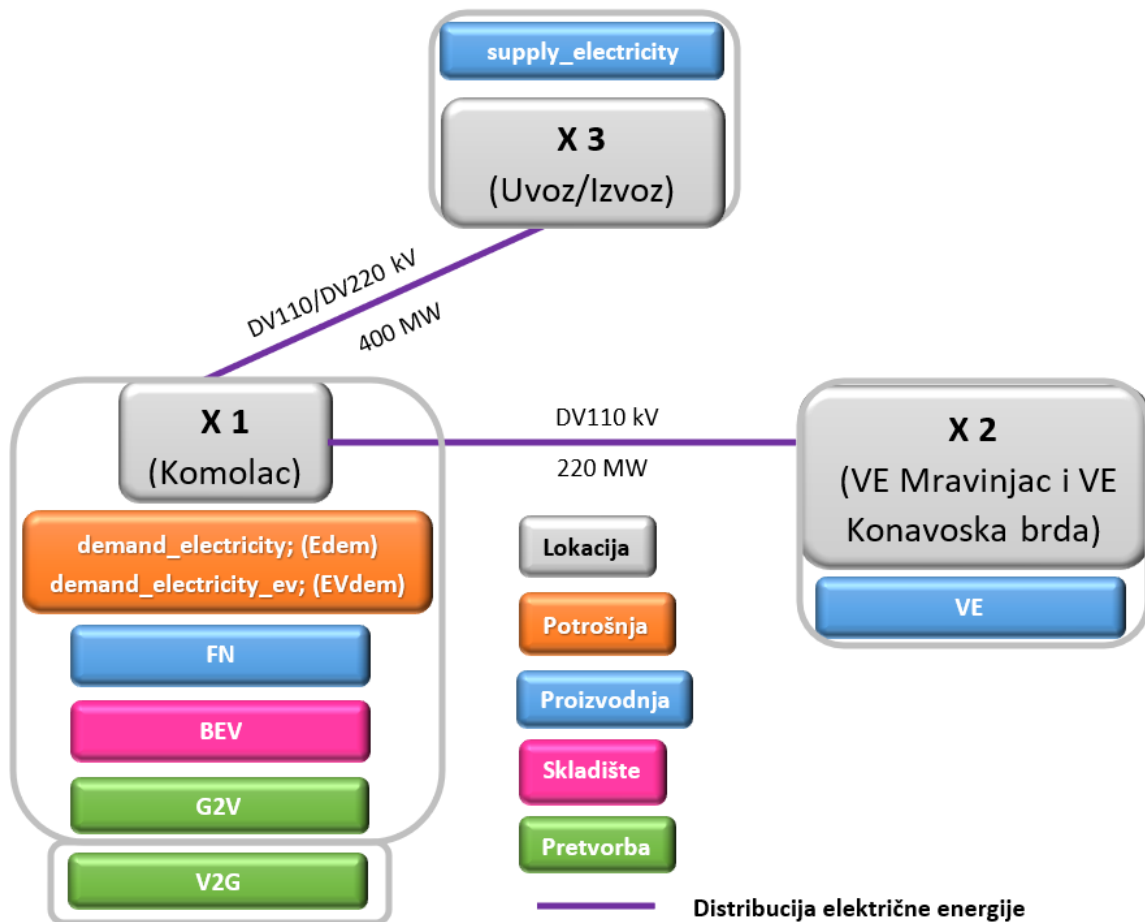 supply_electricity
X 3
(Uvoz/Izvoz)
DV110/DV220 kV
400 MW
X 1
(Komolac)
DV110 kV
220 MW
X 2
(VE Mravinjac i VE
Konavoska brda)
VE
demand_electricity; (Edem)
demand_electricity_ev; (EVdem)
FN
BEV
G2V
V2G
Lokacija
Potrošnja
Proizvodnja
Skladište
Pretvorba
Distribucija električne energije